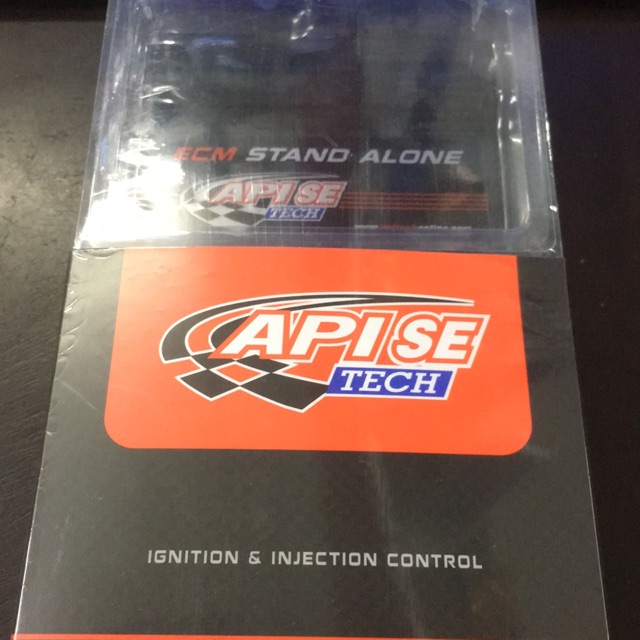 ECM STAND ALONE
API SE
TECH
API SE
TECH
IGNITION & INJECTION CONTROL